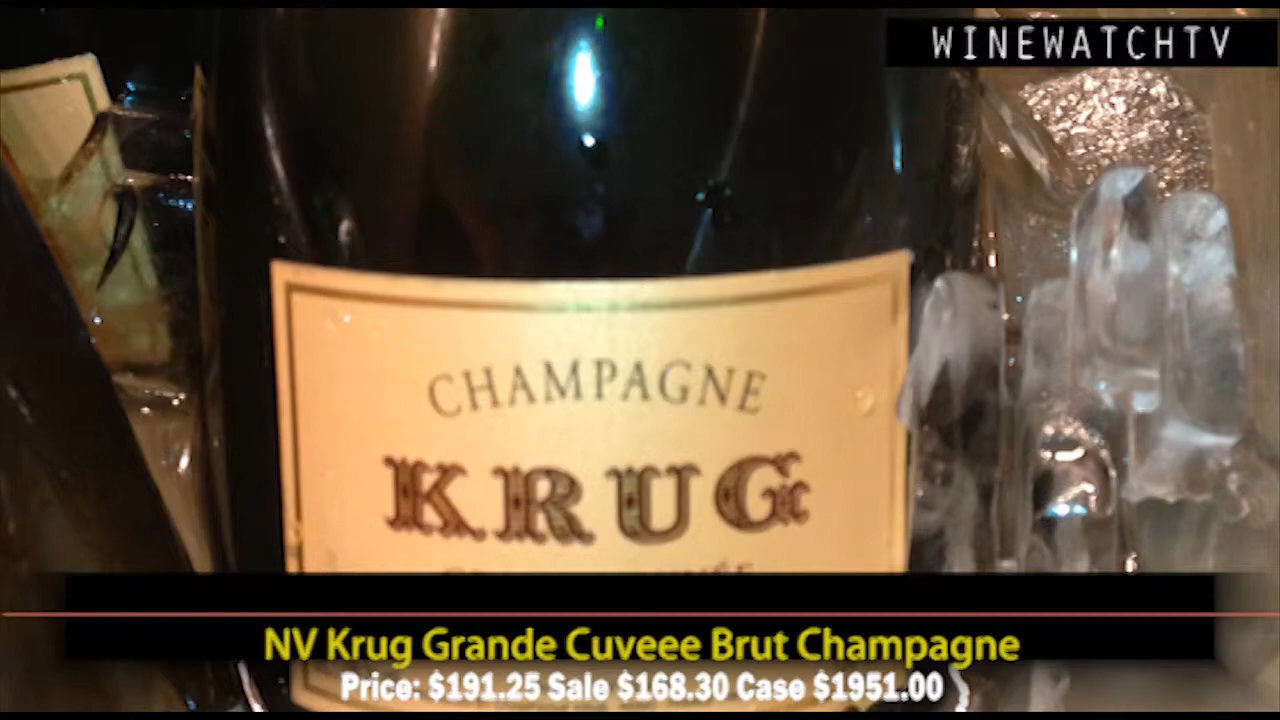 WINEWATCHTV
CHAMPAGNE
KRUG
NV Krug Grande Cuveee Brut Champagne
Price: $191.25 Sale $168.30 Case $1951.00